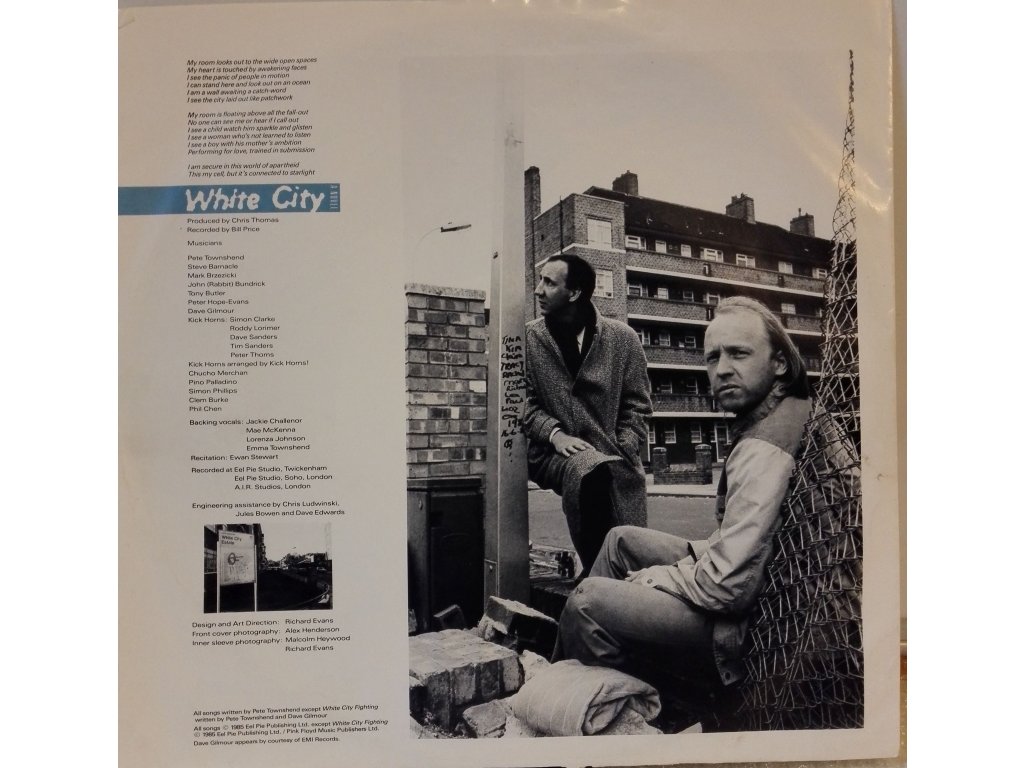 My room looks out to the wide open spaces
My heart is touched by awakening faces
I see the panic of people in motion
I can stand here and look out on an ocean
I am a wall awaiting a catch-word
I see the city laid out like patchwork
My room is floating above all the fall-out
No one can see me or hear if I call out
I see a child watch him sparkle and glisten
I see a woman who's not learned to listen
I see a boy with his mother's ambition
Performing for love, trained in submission
I am secure in this world of apartheid
This my cell, but it's connected to starlight
White City
A NOVEL
Produced by Chris Thomas
Recorded by Bill Price
Musicians
Pete Townshend
Steve Barnacle
Mark Brzezicki
John (Rabbit) Bundrick
Tony Butler
Peter Hope-Evans
Dave Gilmour
Kick Horns: Simon Clarke
Roddy Lorimer
Dave Sanders
Tim Sanders
Peter Thoms
Kick Horns arranged by Kick Horns!
Chucho Merchan
Pino Palladino
Simon Phillips
Clem Burke
Phil Chen
Backing vocals: Jackie Challenor
Mae McKenna
Lorenza Johnson
Emma Townshend
Recitation: Ewan Stewart
Recorded at Eel Pie Studio, Twickenham
Eel Pie Studio, Soho, London
A.I.R. Studios, London
Engineering assistance by Chris Ludwinski,
Jules Bowen and Dave Edwards
White City
Estate
Design and Art Direction: Richard Evans
Front cover photography: Alex Henderson
Inner sleeve photography: Malcolm Heywood
Richard Evans
All songs written by Pete Townshend except White City Fighting
written by Pete Townshend and Dave Gilmour
All songs © 1985 Eel Pie Publishing Ltd. except White City Fighting
© 1985 Eel Pie Publishing Ltd. / Pink Floyd Music Publishers Ltd.
Dave Gilmour appears by courtesy of EMI Records.
TINA
KIM
TRACY